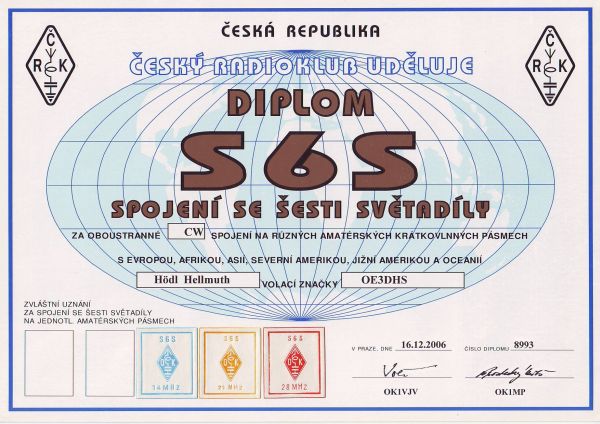 ČESKÁ REPUBLIKA
ČESKÝ RADIOKLUB UDĚLUJE
Č
R K
Č
R K
DIPLOM
S6S
SPOJENÍ SE ŠESTI SVĚTADÍLY
ZA OBOUSTRANNÉ CW SPOJENÍ NA RŮZNÝCH AMATÉRSKÝCH KRÁTKOVLNNÝCH PÁSMECH
S EVROPOU, AFRIKOU, ASIÍ, SEVERNÍ AMERIKOU, JIŽNÍ AMERIKOU A OCEANIÍ
Hödl Hellmuth VOLACÍ ZNAČKY OE3DHS
ZVLÁŠTNÍ UZNÁNÍ
ZA SPOJENÍ SE ŠESTI SVĚTADÍLY
NA JEDNOTL. AMATÉRSKÝCH PÁSMECH
S6S
ČRK
14 MHz
S6S
ČRK
21 MHz
S6S
ČRK
28 MHz
V PRAZE, DNE 16.12.2006 ČÍSLO DIPLOMU 8993
OK1VJV OK1MP